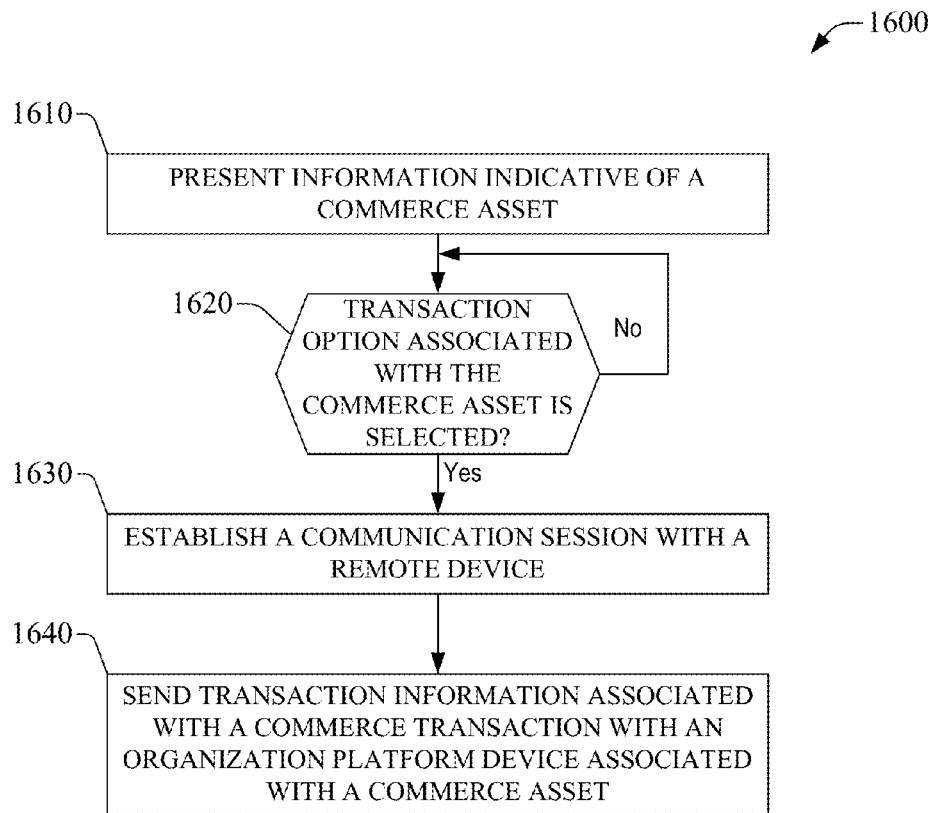 1600
1610
PRESENT INFORMATION INDICATIVE OF A
COMMERCE ASSET
1620
TRANSACTION
OPTION ASSOCIATED
WITH THE
COMMERCE ASSET IS
SELECTED?
No
Yes
1630
ESTABLISH A COMMUNICATION SESSION WITH A
REMOTE DEVICE
1640
SEND TRANSACTION INFORMATION ASSOCIATED
WITH A COMMERCE TRANSACTION WITH AN
ORGANIZATION PLATFORM DEVICE ASSOCIATED
WITH A COMMERCE ASSET